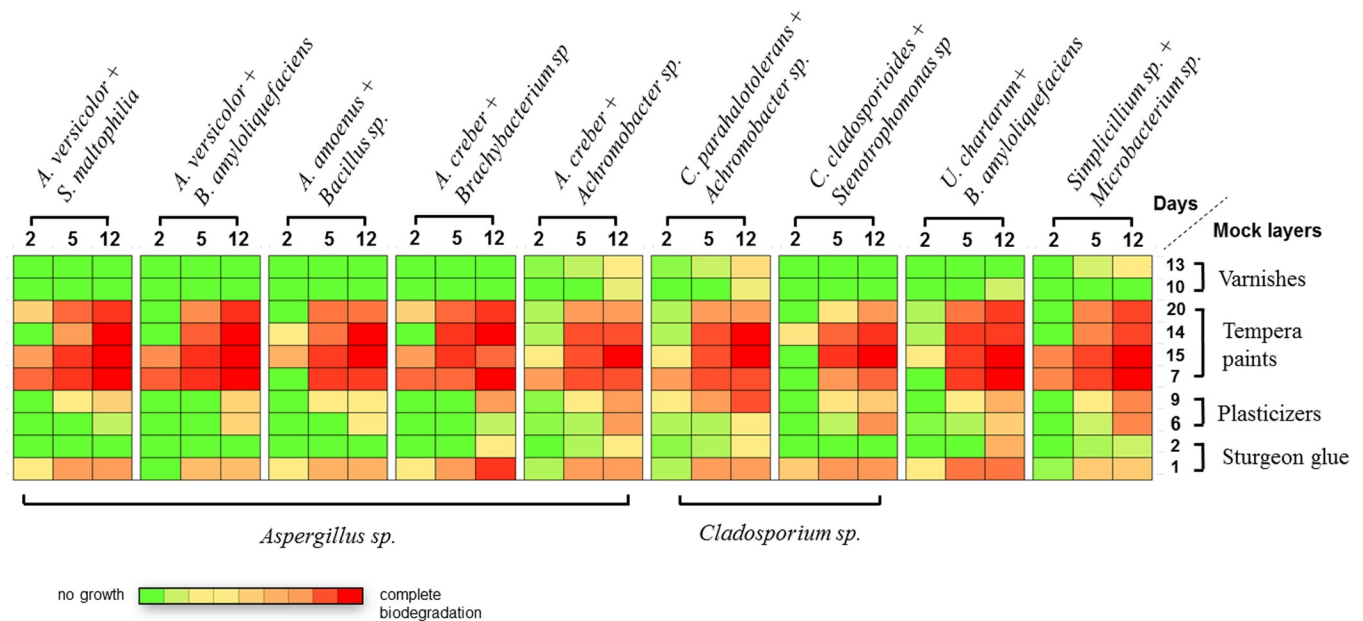 A. versicolor +
S. maltophilia
A. versicolor +
B. amyloliquefaciens
A. amoenus +
Bacillus sp.
A. creber +
Brachybacterium sp
A. creber +
Achromobacter sp.
C. parahalotolerans +
Achromobacter sp.
C. cladosporioides +
Stenotrophomonas sp
U. chartarum+
B. amyloliquefaciens
Simplicillium sp. +
Microbacterium sp.
Days
2 5 12 2 5 12 2 5 12 2 5 12 2 5 12 2 5 12 2 5 12 2 5 12 2 5 12
Mock layers
13
10
Varnishes
20
14
15
7
Tempera
paints
9
6
Plasticizers
2
1
Sturgeon glue
Aspergillus sp.
Cladosporium sp.
no growth
complete
biodegradation